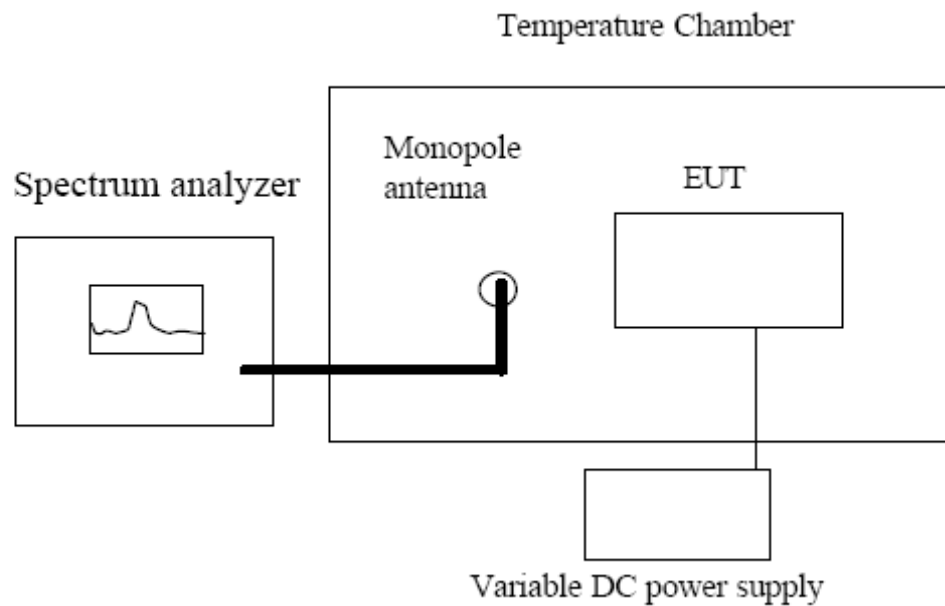 Temperature Chamber
Monopole
antenna
EUT
Spectrum analyzer
Variable DC power supply